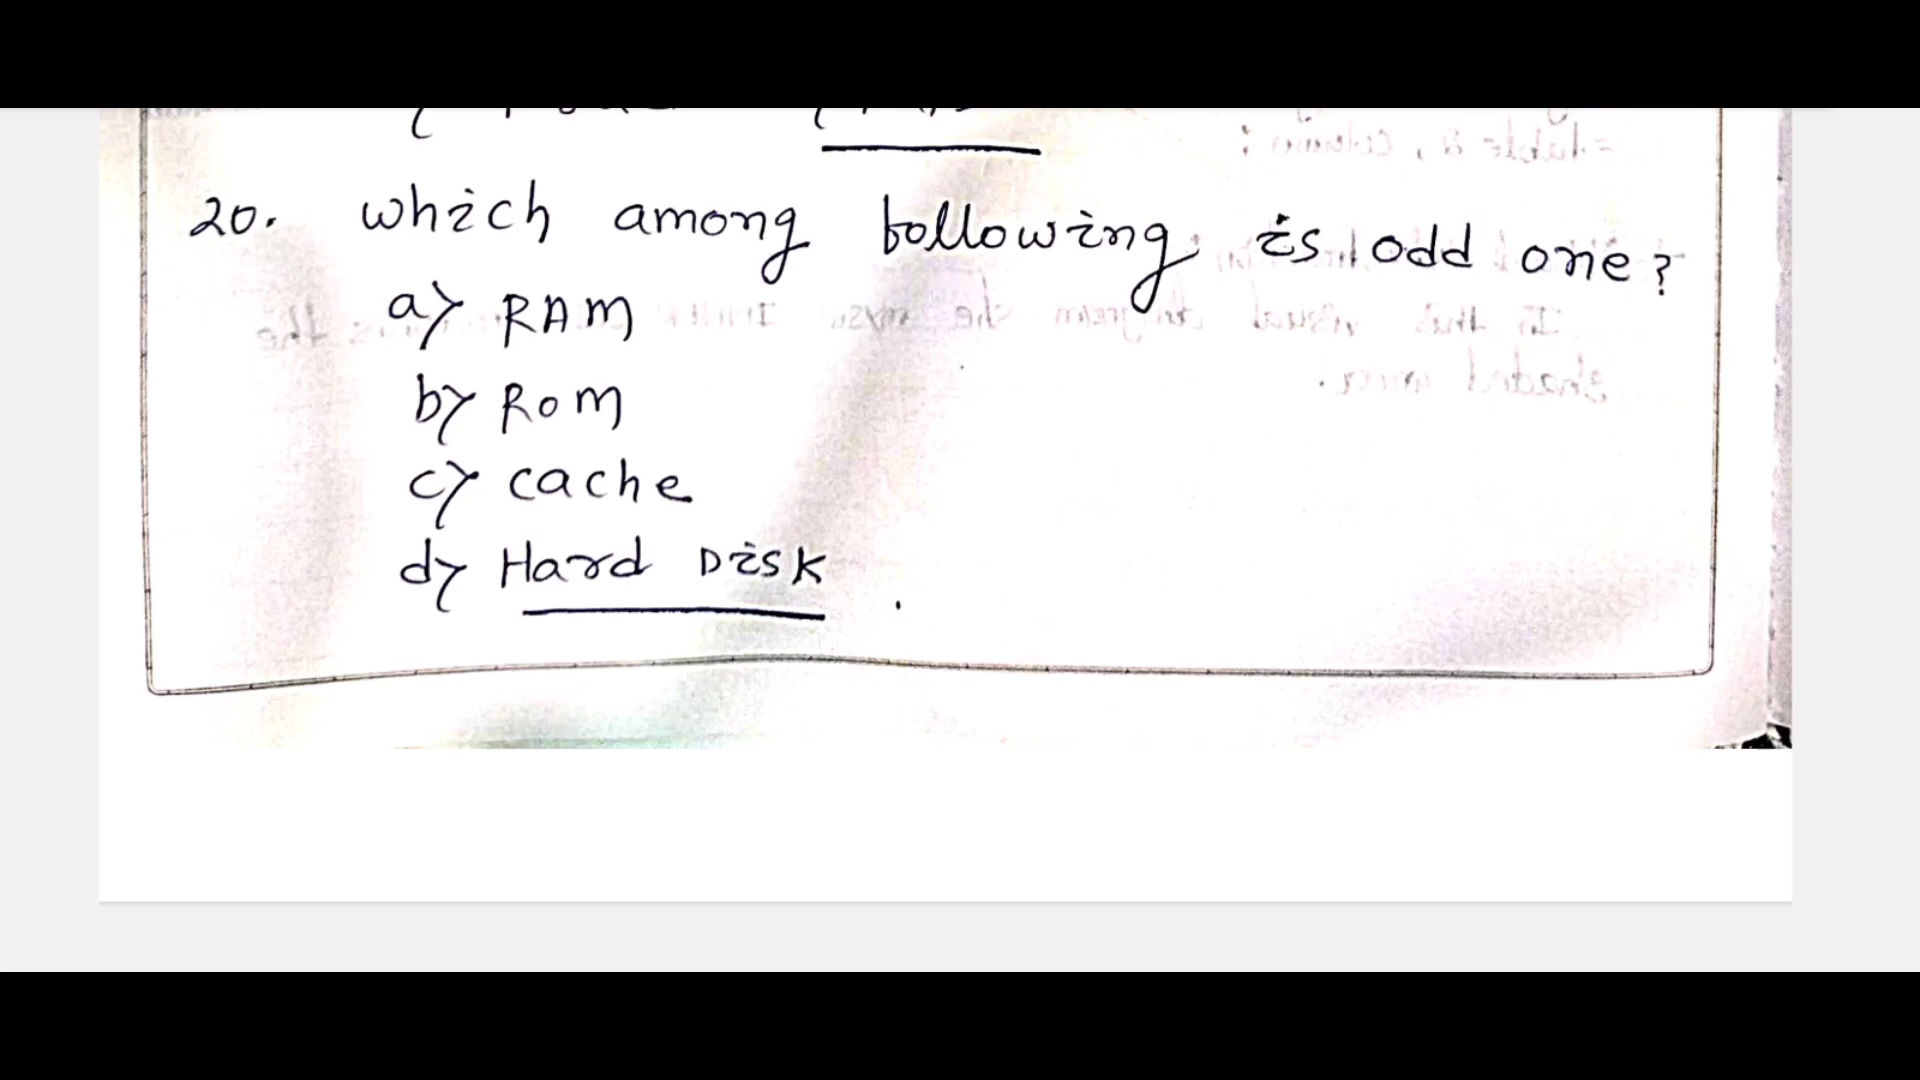 20. which among following is odd one?
a) RAM
b) ROM
c) cache
d) Hard Disk